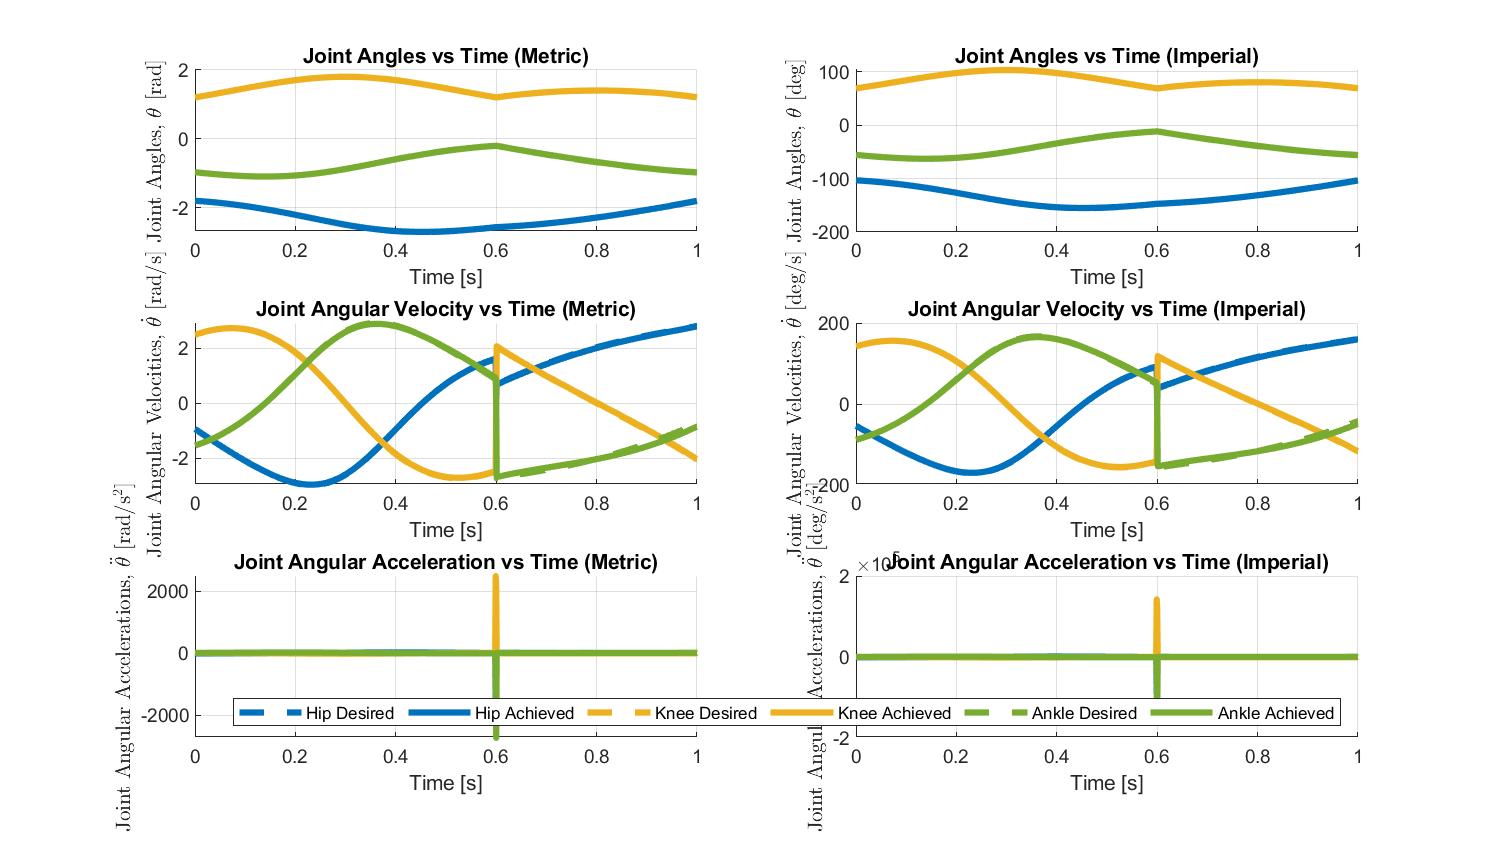 Joint Angles vs Time (Metric)
Joint Angles, θ [rad]
2
0
-2
0 0.2 0.4 0.6 0.8 1
Time [s]
Joint Angles vs Time (Imperial)
Joint Angles, θ [deg]
100
0
-100
-200
0 0.2 0.4 0.6 0.8 1
Time [s]
Joint Angular Velocity vs Time (Metric)
Joint Angular Velocities, θ̇ [rad/s]
2
0
-2
0 0.2 0.4 0.6 0.8 1
Time [s]
Joint Angular Velocity vs Time (Imperial)
Joint Angular Velocities, θ̇ [deg/s]
200
0
-200
0 0.2 0.4 0.6 0.8 1
Time [s]
Joint Angular Acceleration vs Time (Metric)
Joint Angular Accelerations, θ̈ [rad/s²]
2000
0
-2000
0 0.2 0.4 0.6 0.8 1
Time [s]
Joint Angular Acceleration vs Time (Imperial)
Joint Angular Accelerations, θ̈ [deg/s²]
×10⁵
2
0
-2
0 0.2 0.4 0.6 0.8 1
Time [s]
Hip Desired Hip Achieved Knee Desired Knee Achieved Ankle Desired Ankle Achieved